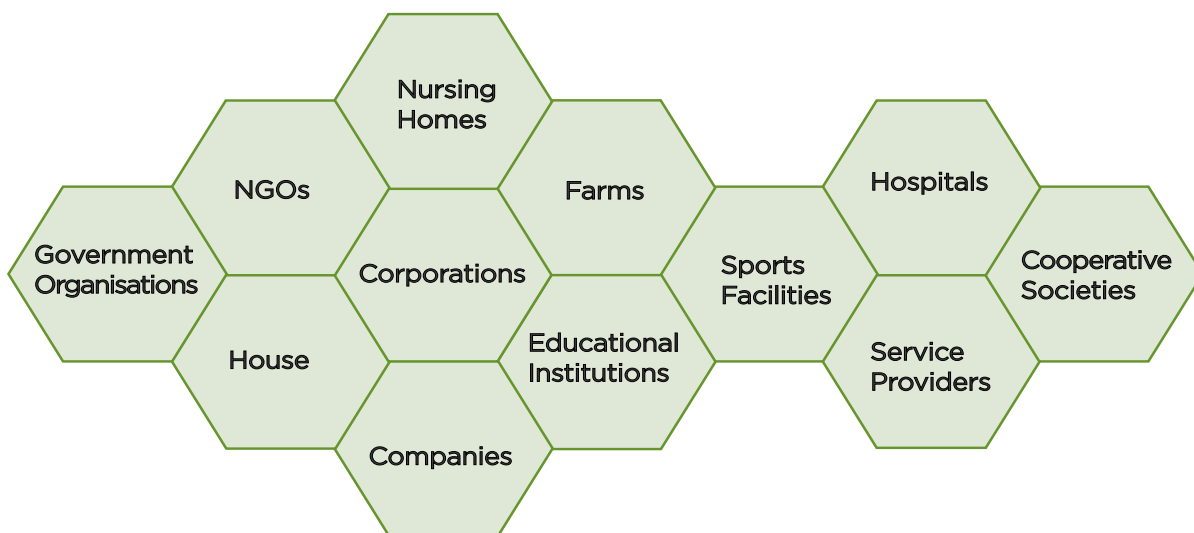 Nursing
Homes
NGOs
Farms
Hospitals
Government
Organisations
Corporations
Sports
Facilities
Cooperative
Societies
House
Educational
Institutions
Service
Providers
Companies